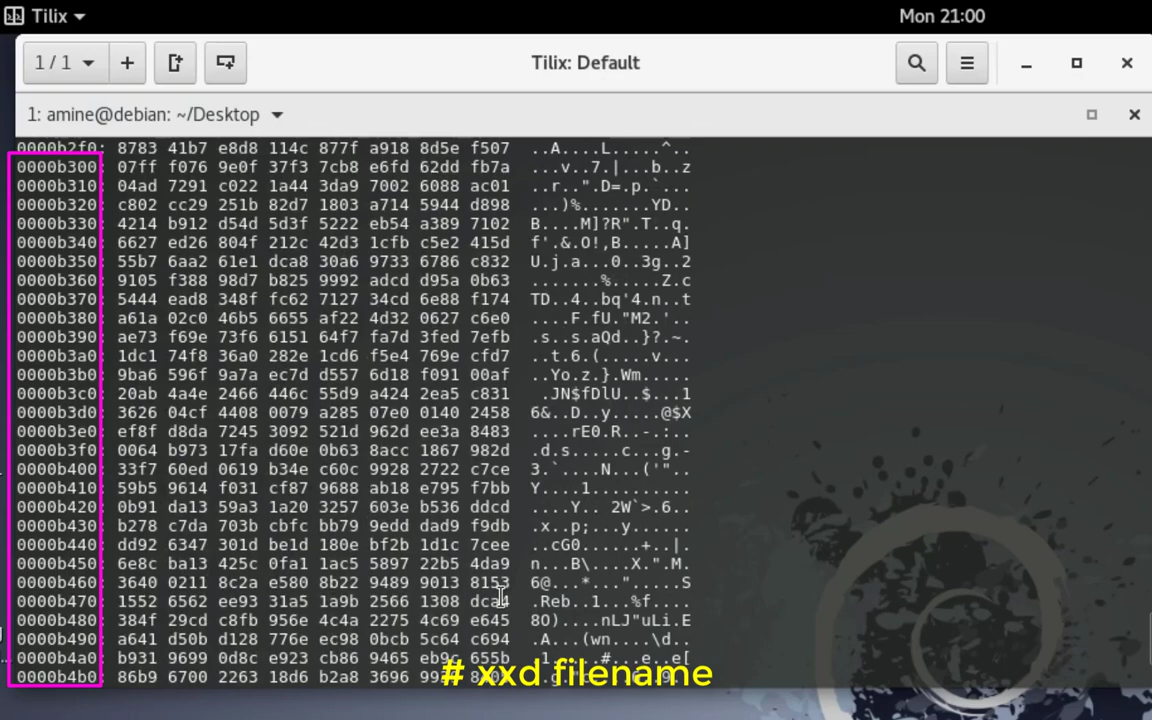 Tilix
Mon 21:00
1 / 1
Tilix: Default
1: amine@debian: ~/Desktop
0000b2f0: 8783 41b7 e8d8 114c 877f a918 8d5e f507 ..A....L.....^..
0000b300: 07ff f076 9e0f 37f3 7cb8 e6fd 62dd fb7a ...v..7.|...b..z
0000b310: 04ad 7291 c022 1a44 3da9 7002 6088 ac01 ..r..".D=.p.`...
0000b320: c802 cc29 251b 82d7 1803 a714 5944 d898 ...)%.......YD..
0000b330: 4214 b912 d54d 5d3f 5222 eb54 a389 7102 B....M]?R".T..q.
0000b340: 6627 ed26 804f 212c 42d3 1cfb c5e2 415d f'.&.O!,B.....A]
0000b350: 55b7 6aa2 61e1 dca8 30a6 9733 6786 c832 U.j.a...0..3g..2
0000b360: 9105 f388 98d7 b825 9992 adcd d95a 0b63 .......%.....Z.c
0000b370: 5444 ead8 348f fc62 7127 34cd 6e88 f174 TD..4..bq'4.n..t
0000b380: a61a 02c0 46b5 6655 af22 4d32 0627 c6e0 ....F.fU."M2.'..
0000b390: ae73 f69e 73f6 6151 64f7 fa7d 3fed 7efb .s..s.aQd..}?.~.
0000b3a0: 1dc1 74f8 36a0 282e 1cd6 f5e4 769e cfd7 ..t.6.(.....v...
0000b3b0: 9ba6 596f 9a7a ec7d d557 6d18 f091 00af ..Yo.z.}.Wm.....
0000b3c0: 20ab 4a4e 2466 446c 55d9 a424 2ea5 c831 .JN$fDlU..$...1
0000b3d0: 3626 04cf 4408 0079 a285 07e0 0140 2458 6&..D..y.....@$X
0000b3e0: ef8f d8da 7245 3092 521d 962d ee3a 8483 ....rE0.R..-.:..
0000b3f0: 0064 b973 17fa d60e 0b63 8acc 1867 982d .d.s.....c...g.-
0000b400: 33f7 60ed 0619 b34e c60c 9928 2722 c7ce 3.`....N...('"..
0000b410: 59b5 9614 f031 cf87 9688 ab18 e795 f7bb Y....1..........
0000b420: 0b91 da13 59a3 1a20 3257 603e b536 ddcd ....Y.. 2W`>.6..
0000b430: b278 c7da 703b cbfc bb79 9edd dad9 f9db .x..p;...y......
0000b440: dd92 6347 301d be1d 180e bf2b 1d1c 7cee ..cG0......+..|.
0000b450: 6e8c ba13 425c 0fa1 1ac5 5897 22b5 4da9 n...B\....X.".M.
0000b460: 3640 0211 8c2a e580 8b22 9489 9013 8153 6@...*...".....S
0000b470: 1552 6562 ee93 31a5 1a9b 2566 1308 .Reb..1...%f....
0000b480: 384f 29cd c8fb 956e 4c4a 2275 4c69 e645 8O)....nLJ"uLi.E
0000b490: a641 d50b d128 776e ec98 0bcb 5c64 c694 .A...(wn....\d..
0000b4a0: b931 9699 0d8c e923 cb86 9465 eb9c 655b
0000b4b0: 86b9 6700 2263 18d6 b2a8 3696
# xxd filename